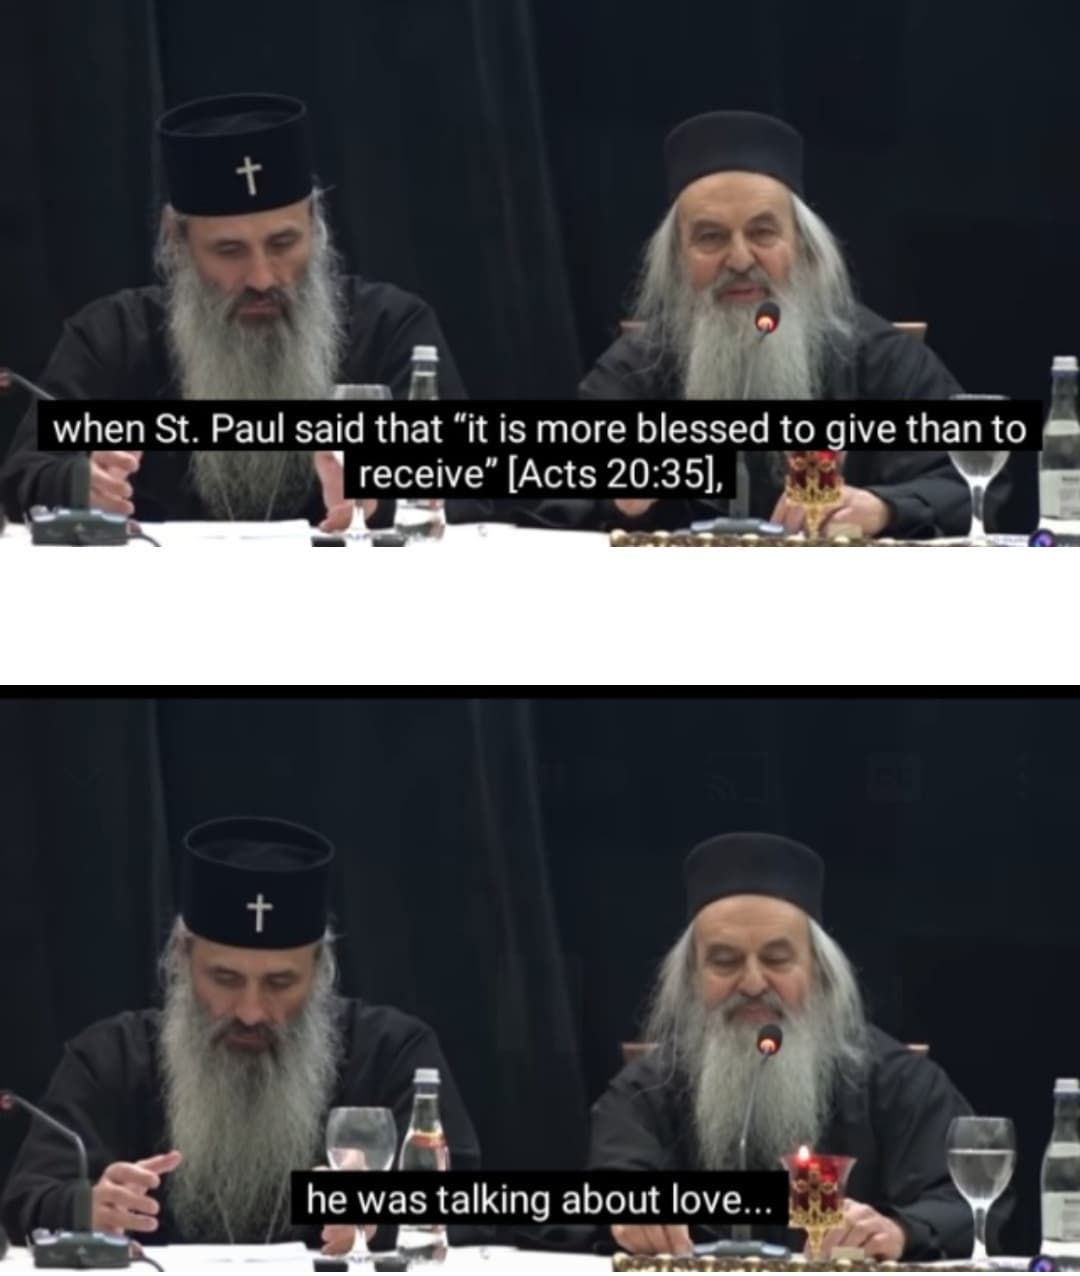 when St. Paul said that “it is more blessed to give than to
receive” [Acts 20:35],
he was talking about love...